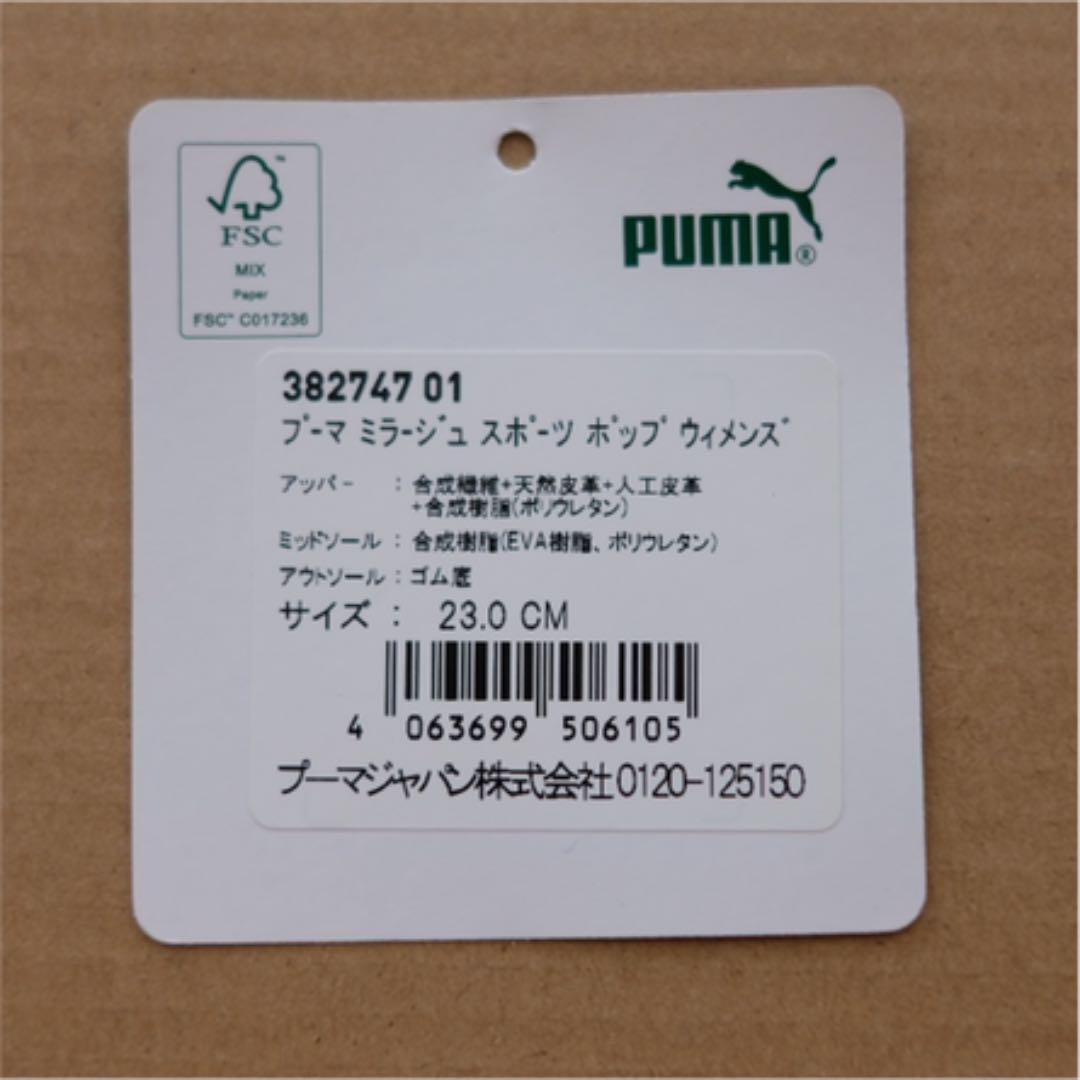 FSC™
MIX
Paper
FSC™ C017236
PUMA®
382747 01
プーマ ミラージュ スポーツ ポップ ウィメンズ
アッパー : 合成繊維+天然皮革+人工皮革
+合成樹脂(ポリウレタン)
ミッドソール : 合成樹脂(EVA樹脂、ポリウレタン)
アウトソール : ゴム底
サイズ : 23.0 CM
4 063699 506105
プーマジャパン株式会社0120-125150